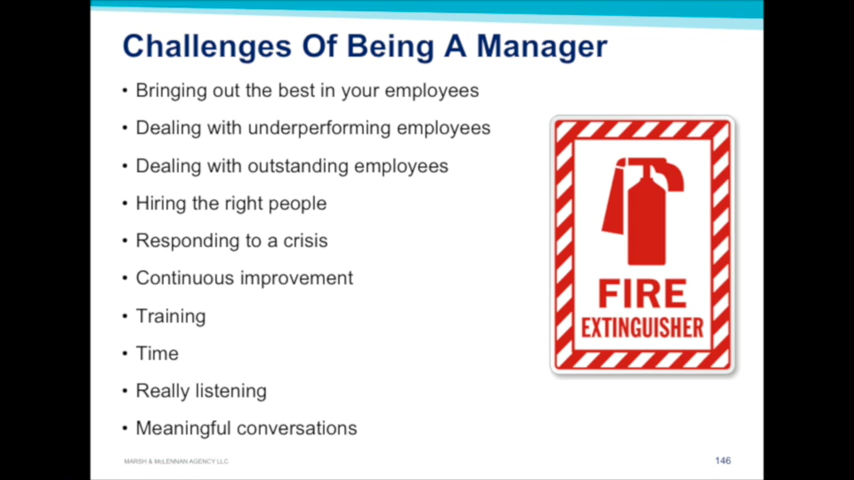 Challenges Of Being A Manager
• Bringing out the best in your employees
• Dealing with underperforming employees
• Dealing with outstanding employees
• Hiring the right people
• Responding to a crisis
• Continuous improvement
• Training
• Time
• Really listening
• Meaningful conversations
FIRE
EXTINGUISHER
MARSH & McLENNAN AGENCY LLC
146